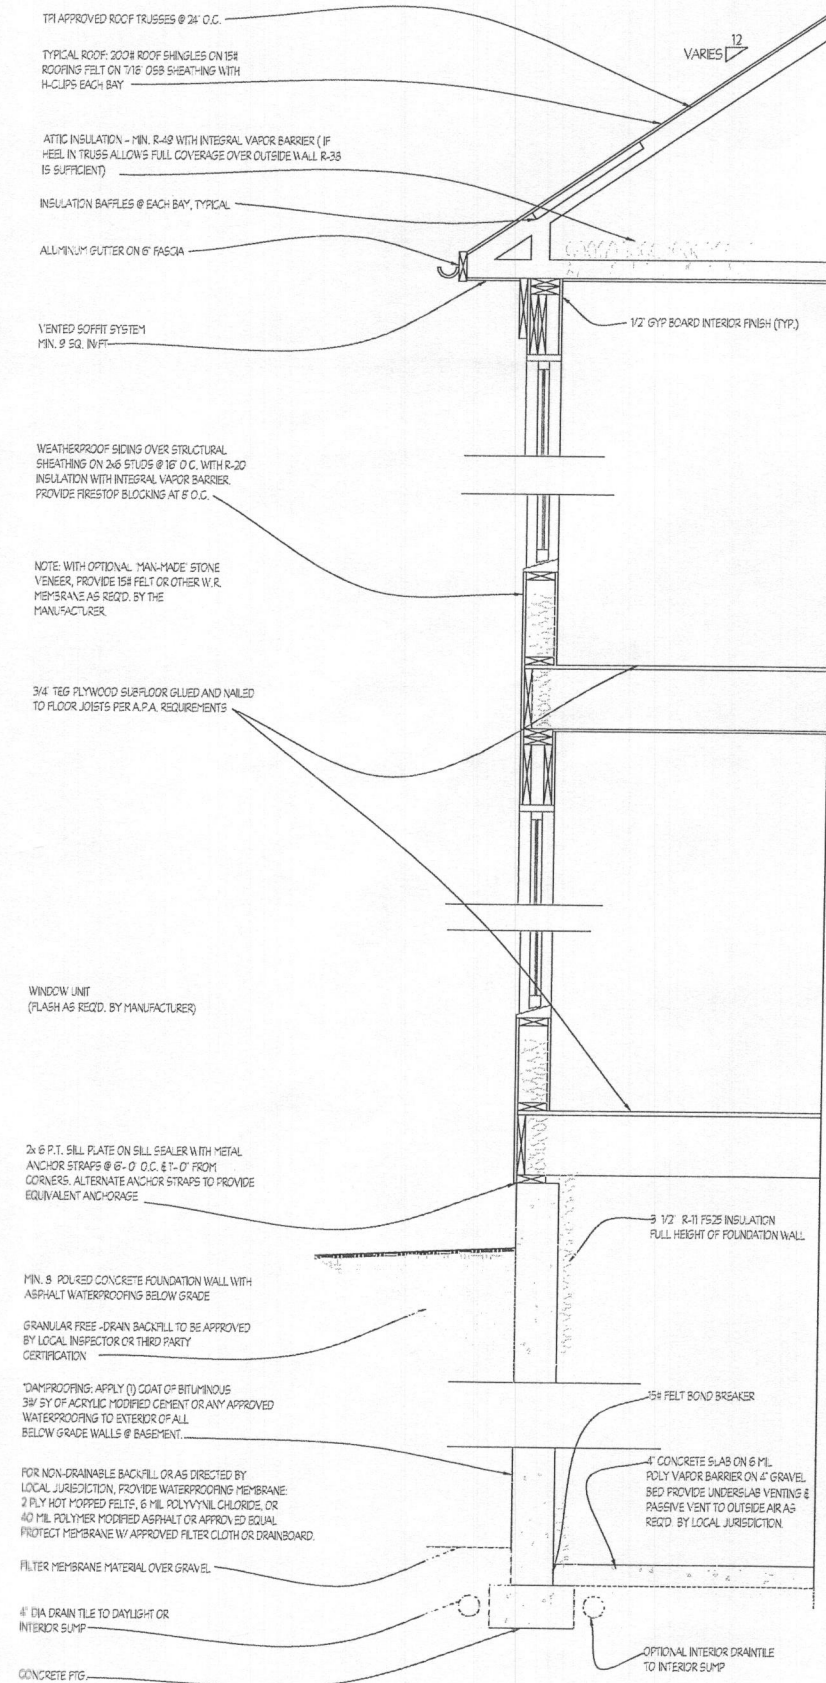 TPI APPROVED ROOF TRUSSES @ 24" O.C.
TYPICAL ROOF: 200# ROOF SHINGLES ON 15#
ROOFING FELT ON 7/16" OSB SHEATHING WITH
H-CLIPS EACH BAY
12
VARIES
ATTIC INSULATION - MIN. R-49 WITH INTEGRAL VAPOR BARRIER ( IF
HEEL IN TRUSS ALLOWS FULL COVERAGE OVER OUTSIDE WALL R-38
IS SUFFICIENT)
INSULATION BAFFLES @ EACH BAY, TYPICAL
ALUMINUM GUTTER ON 6" FASCIA
VENTED SOFFIT SYSTEM
MIN. 9 SQ. IN/FT
1/2" GYP BOARD INTERIOR FINISH (TYP.)
WEATHERPROOF SIDING OVER STRUCTURAL
SHEATHING ON 2x6 STUDS @ 16" O.C. WITH R-20
INSULATION WITH INTEGRAL VAPOR BARRIER.
PROVIDE FIRESTOP BLOCKING AT 8' O.C.
NOTE: WITH OPTIONAL "MAN-MADE" STONE
VENEER, PROVIDE 15# FELT OR OTHER W.R.
MEMBRANE AS REQ'D. BY THE
MANUFACTURER.
3/4" T&G PLYWOOD SUBFLOOR GLUED AND NAILED
TO FLOOR JOISTS PER A.P.A. REQUIREMENTS
WINDOW UNIT
(FLASH AS REQ'D. BY MANUFACTURER)
2x 6 P.T. SILL PLATE ON SILL SEALER WITH METAL
ANCHOR STRAPS @ 6'-0" O.C. & 1'-0" FROM
CORNERS. ALTERNATE ANCHOR STRAPS TO PROVIDE
EQUIVALENT ANCHORAGE
3 1/2" R-11 FS25 INSULATION
FULL HEIGHT OF FOUNDATION WALL
MIN. 8" POURED CONCRETE FOUNDATION WALL WITH
ASPHALT WATERPROOFING BELOW GRADE
GRANULAR FREE -DRAIN BACKFILL TO BE APPROVED
BY LOCAL INSPECTOR OR THIRD PARTY
CERTIFICATION
*DAMPROOFING: APPLY (1) COAT OF BITUMINOUS
3#/ SY OF ACRYLIC MODIFIED CEMENT OR ANY APPROVED
WATERPROOFING TO EXTERIOR OF ALL
BELOW GRADE WALLS @ BASEMENT.
15# FELT BOND BREAKER
4" CONCRETE SLAB ON 6 MIL
POLY VAPOR BARRIER ON 4" GRAVEL
BED PROVIDE UNDERSLAB VENTING &
PASSIVE VENT TO OUTSIDE AIR AS
REQ'D. BY LOCAL JURISDICTION.
FOR NON-DRAINABLE BACKFILL OR AS DIRECTED BY
LOCAL JURISDICTION, PROVIDE WATERPROOFING MEMBRANE:
2 PLY HOT MOPPED FELTS, 6 MIL POLYVYNIL CHLORIDE, OR
40 MIL POLYMER MODIFIED ASPHALT OR APPROVED EQUAL
PROTECT MEMBRANE W/ APPROVED FILTER CLOTH OR DRAINBOARD.
FILTER MEMBRANE MATERIAL OVER GRAVEL
4" DIA DRAIN TILE TO DAYLIGHT OR
INTERIOR SUMP
OPTIONAL INTERIOR DRAINTILE
TO INTERIOR SUMP
CONCRETE FTG.